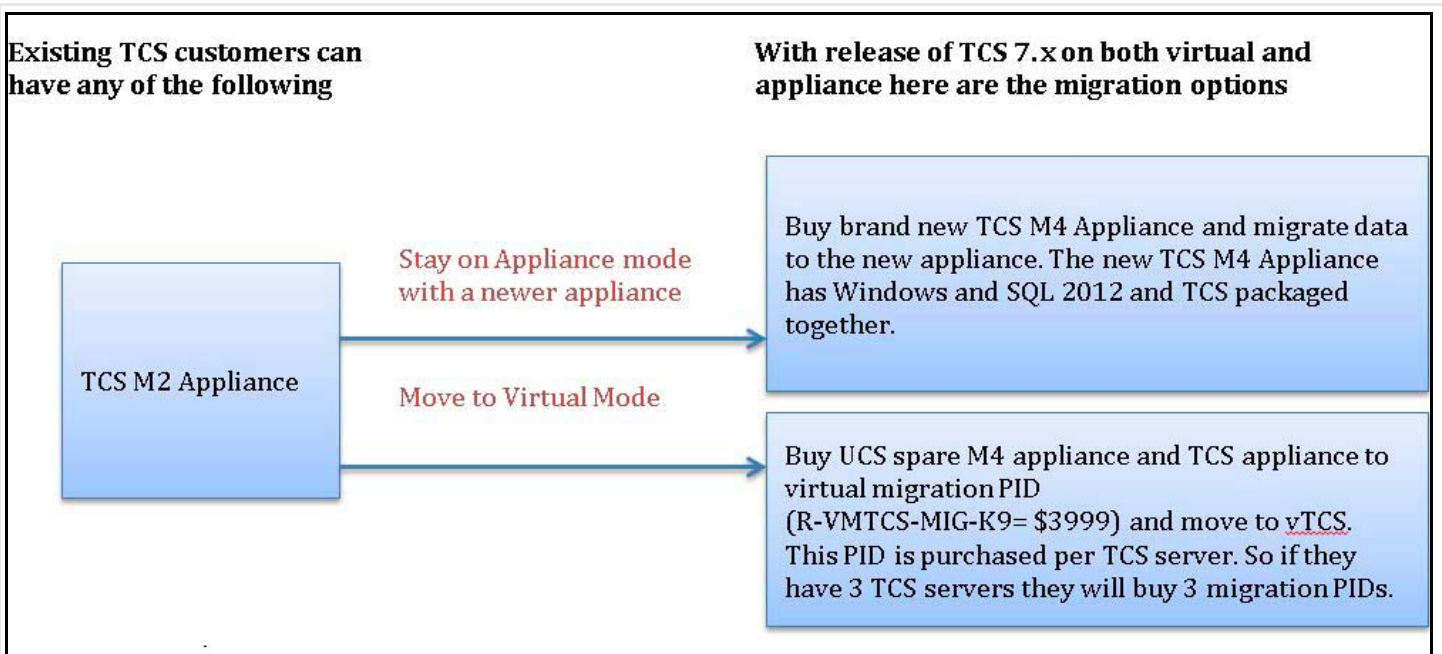 Existing TCS customers can
have any of the following
With release of TCS 7.x on both virtual and
appliance here are the migration options
TCS M2 Appliance
Stay on Appliance mode
with a newer appliance
Move to Virtual Mode
Buy brand new TCS M4 Appliance and migrate data
to the new appliance. The new TCS M4 Appliance
has Windows and SQL 2012 and TCS packaged
together.
Buy UCS spare M4 appliance and TCS appliance to
virtual migration PID
(R-VMTCS-MIG-K9= $3999) and move to vTCS.
This PID is purchased per TCS server. So if they
have 3 TCS servers they will buy 3 migration PIDs.